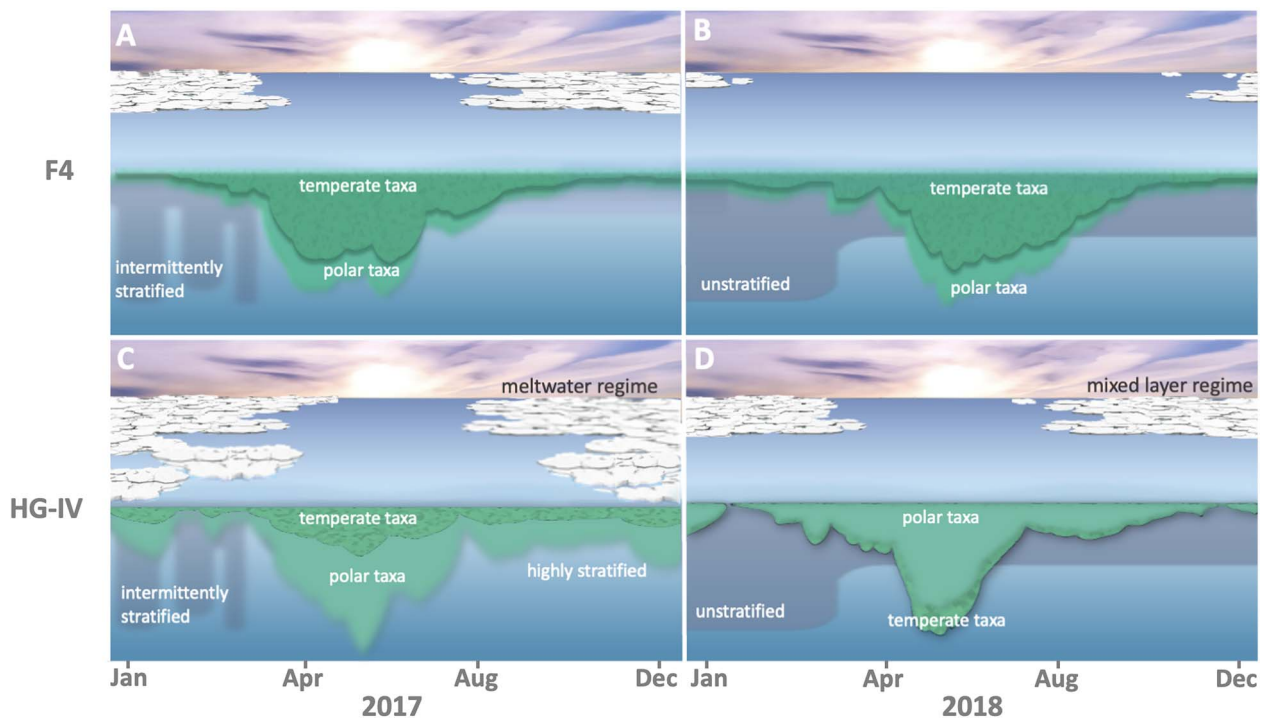 A
B
F4
temperate taxa
temperate taxa
polar taxa
polar taxa
intermittently
stratified
unstratified
C
D
meltwater regime
mixed layer regime
HG-IV
temperate taxa
polar taxa
polar taxa
highly stratified
intermittently
stratified
unstratified
temperate taxa
Jan Apr Aug Dec Jan Apr Aug Dec
2017 2018